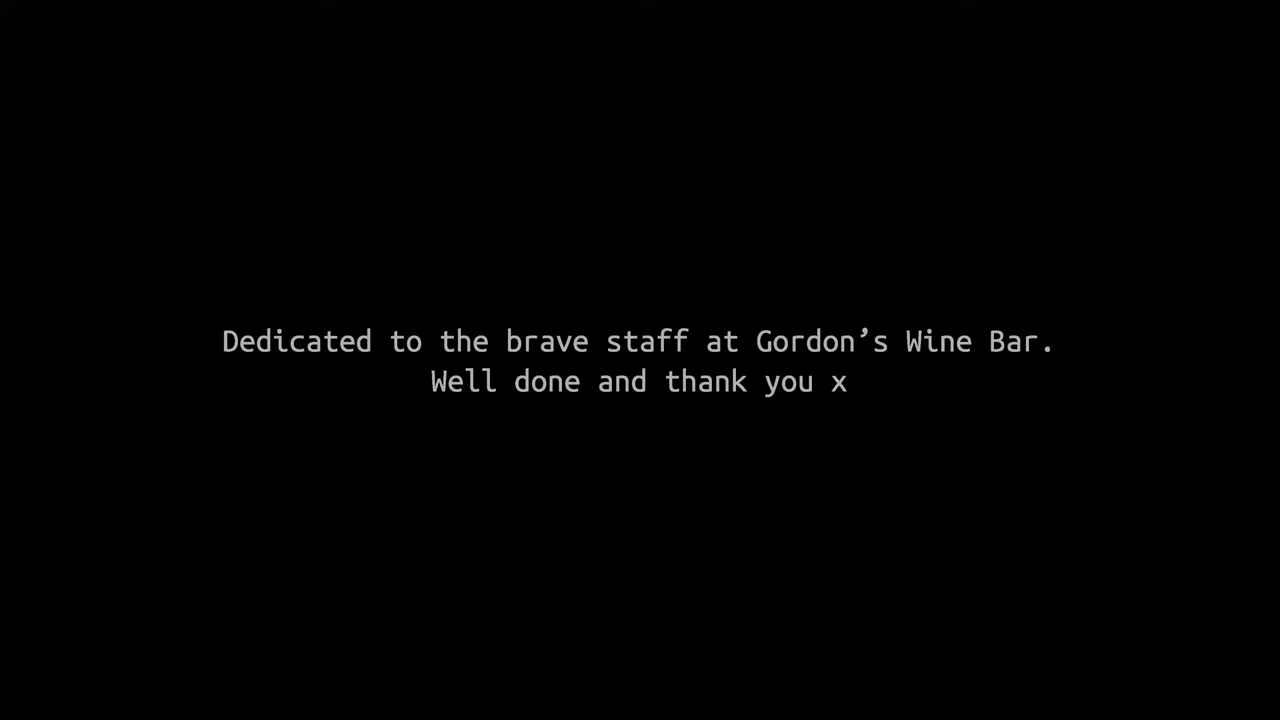 Dedicated to the brave staff at Gordon’s Wine Bar.
Well done and thank you x